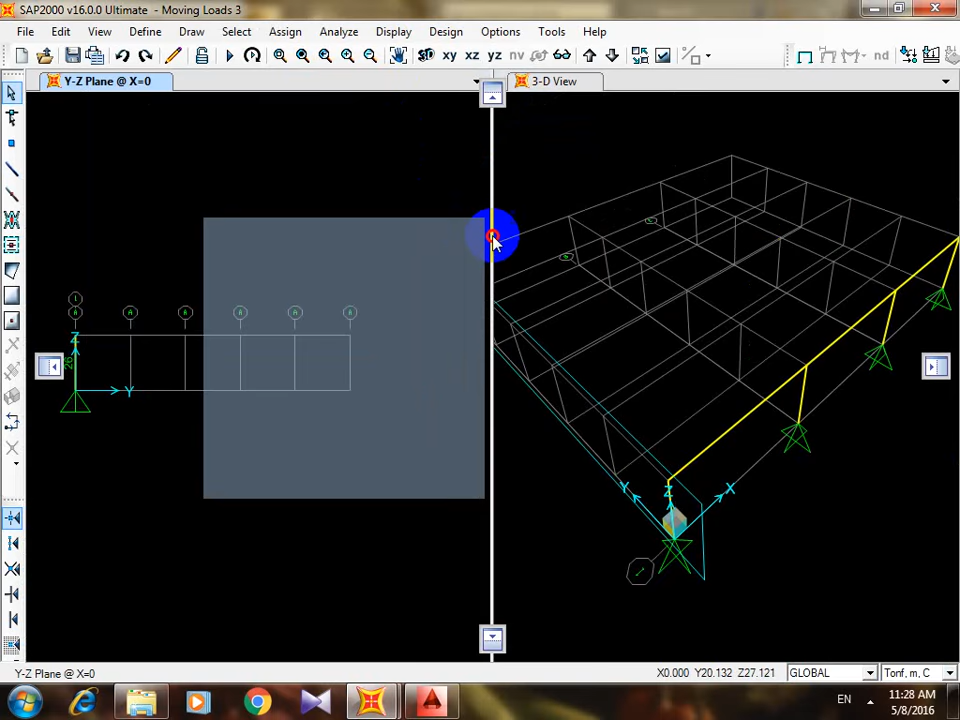 SAP2000 v16.0.0 Ultimate - Moving Loads 3
File Edit View Define Draw Select Assign Analyze Display Design Options Tools Help
3-D xy xz yz nv nd
Y-Z Plane @ X=0
3-D View
1
A A A A A A
Z
Y
Y Z X
Y-Z Plane @ X=0
X0.000 Y20.132 Z27.121
GLOBAL
Tonf, m, C
EN
11:28 AM
5/8/2016